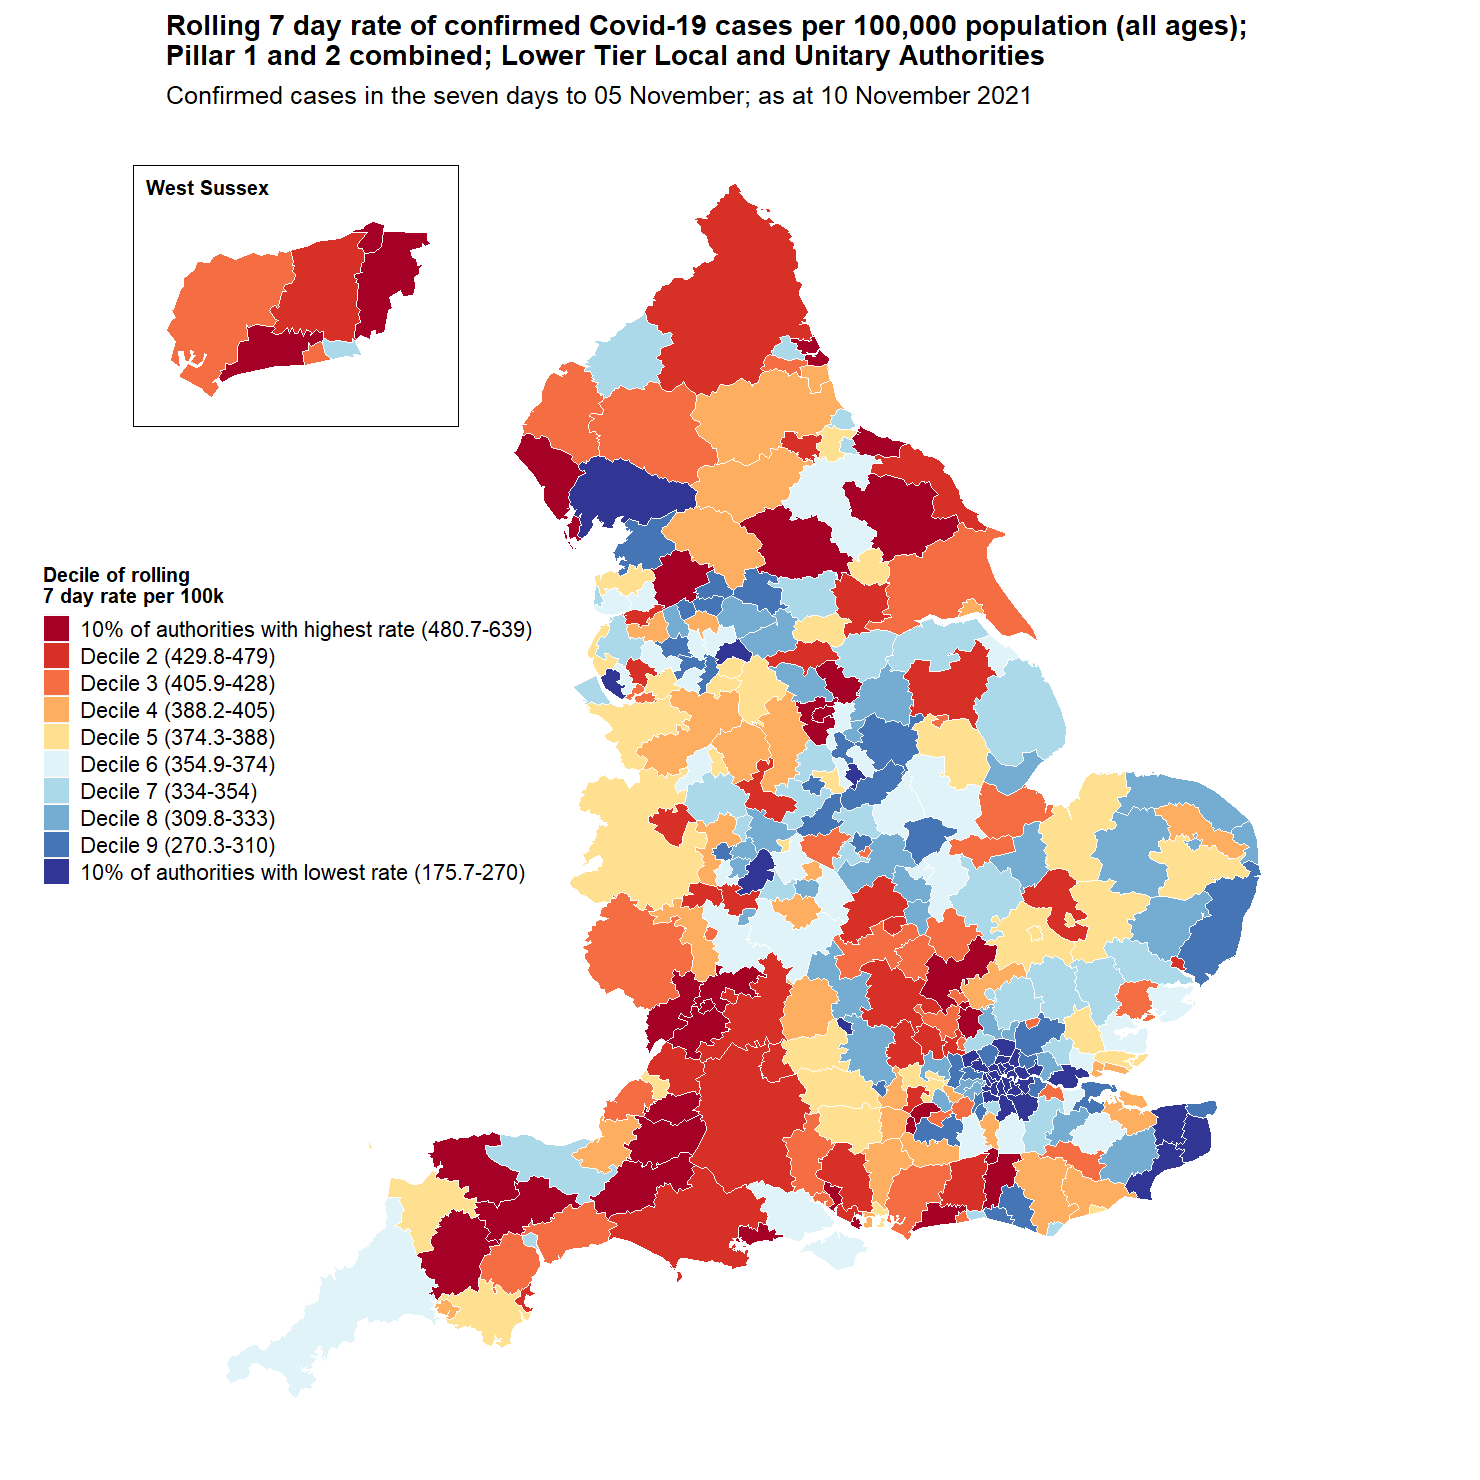 Rolling 7 day rate of confirmed Covid-19 cases per 100,000 population (all ages);
Pillar 1 and 2 combined; Lower Tier Local and Unitary Authorities
Confirmed cases in the seven days to 05 November; as at 10 November 2021
West Sussex
Decile of rolling
7 day rate per 100k
10% of authorities with highest rate (480.7-639)
Decile 2 (429.8-479)
Decile 3 (405.9-428)
Decile 4 (388.2-405)
Decile 5 (374.3-388)
Decile 6 (354.9-374)
Decile 7 (334-354)
Decile 8 (309.8-333)
Decile 9 (270.3-310)
10% of authorities with lowest rate (175.7-270)